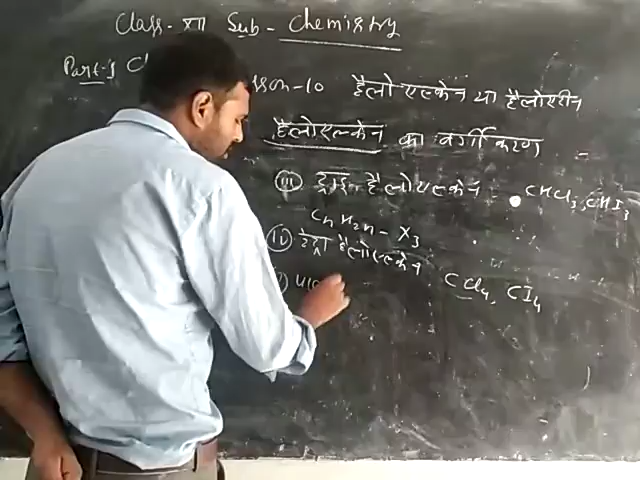 Class-XII Sub- Chemistry
Part-I Lesson-10 हैलो एल्केन या हैलोएरीन
हैलोएल्केन का वर्गीकरण
(iii) ट्राइ हैलोएल्केन - CHCl3, CHI3
CnH2n- X3
(iv) टेट्रा हैलोएल्केन CCl4, CI4